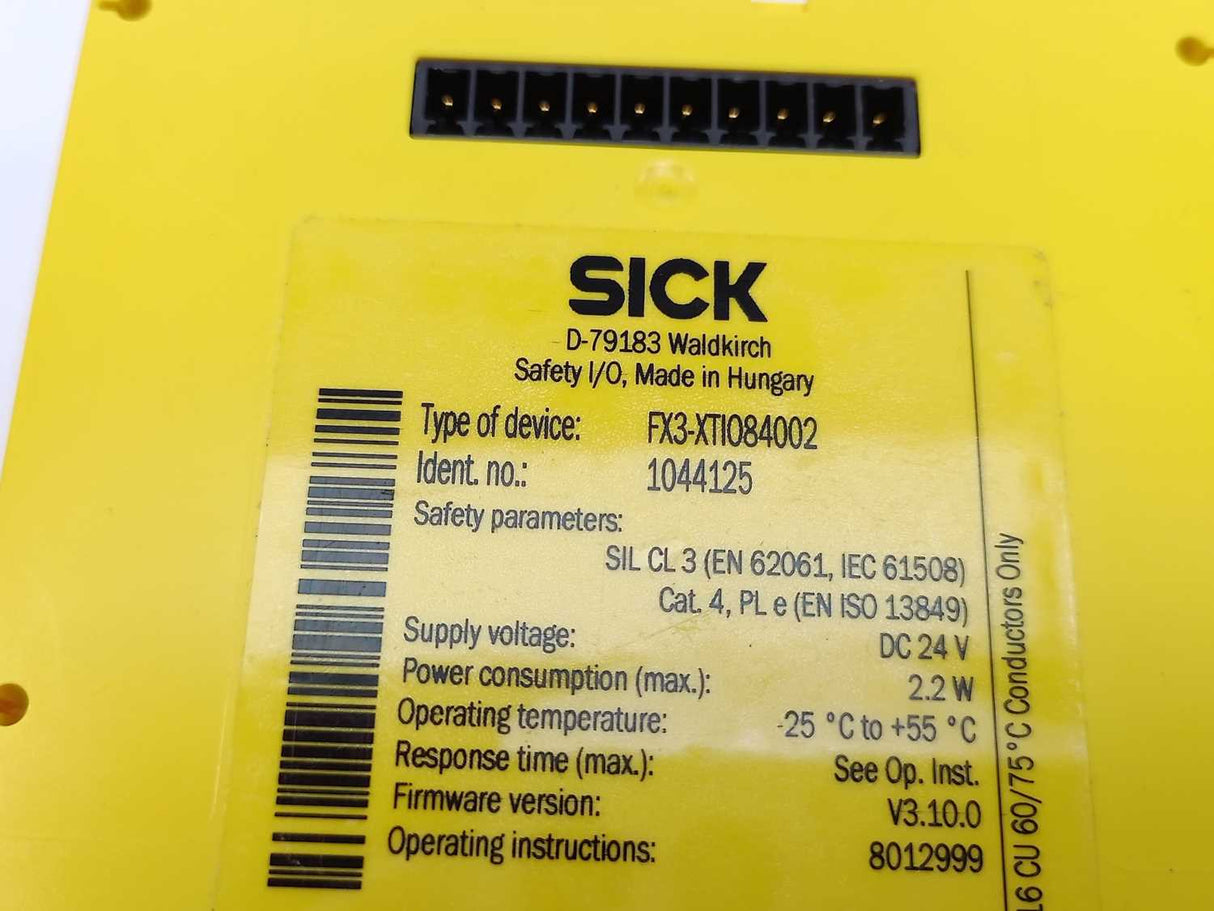 SICK
D-79183 Waldkirch
Safety I/O, Made in Hungary
Type of device: FX3-XTIO84002
Ident. no.: 1044125
Safety parameters:
SIL CL 3 (EN 62061, IEC 61508)
Cat. 4, PL e (EN ISO 13849)
Supply voltage: DC 24 V
Power consumption (max.): 2.2 W
Operating temperature: -25 °C to +55 °C
Response time (max.): See Op. Inst.
Firmware version: V3.10.0
Operating instructions: 8012999
CU 60/75°C Conductors Only